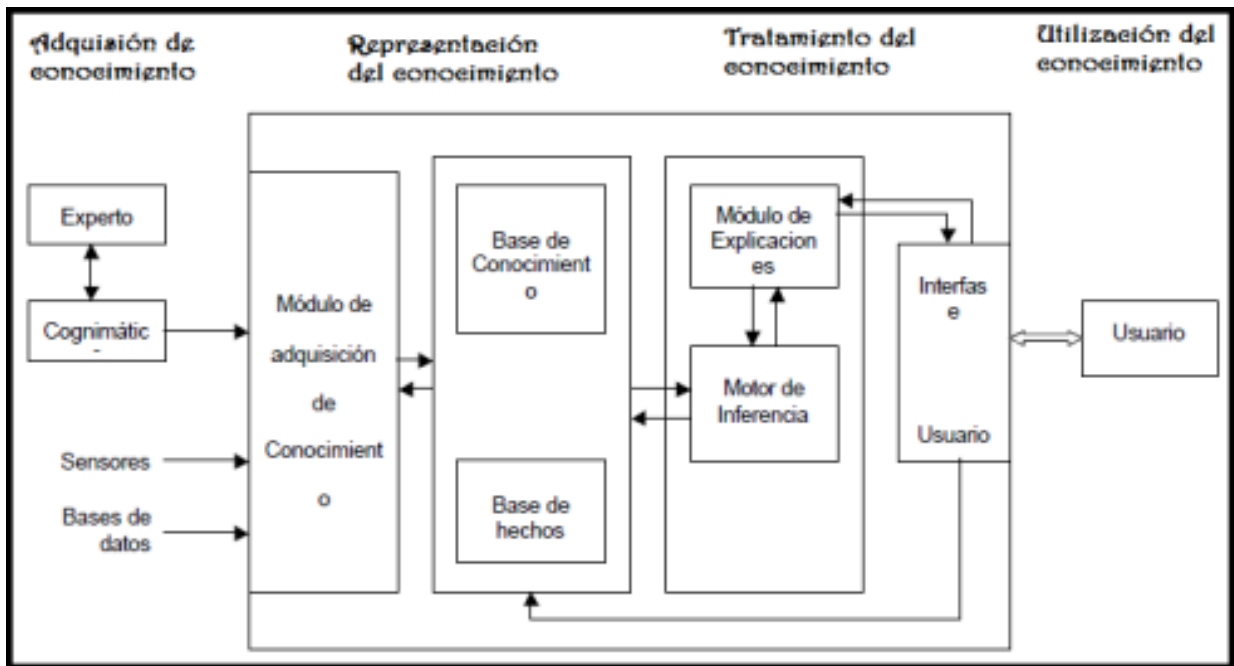 Adquisión de
conocimiento
Representación
del conocimiento
Tratamiento del
conocimiento
Utilización del
conocimiento
Experto
Cognimátic
Sensores
Bases de
datos
Módulo de
adquisición
de
Conocimient
o
Base de
Conocimient
o
Base de
hechos
Módulo de
Explicacion
es
Motor de
Inferencia
Interfas
e
Usuario
Usuario